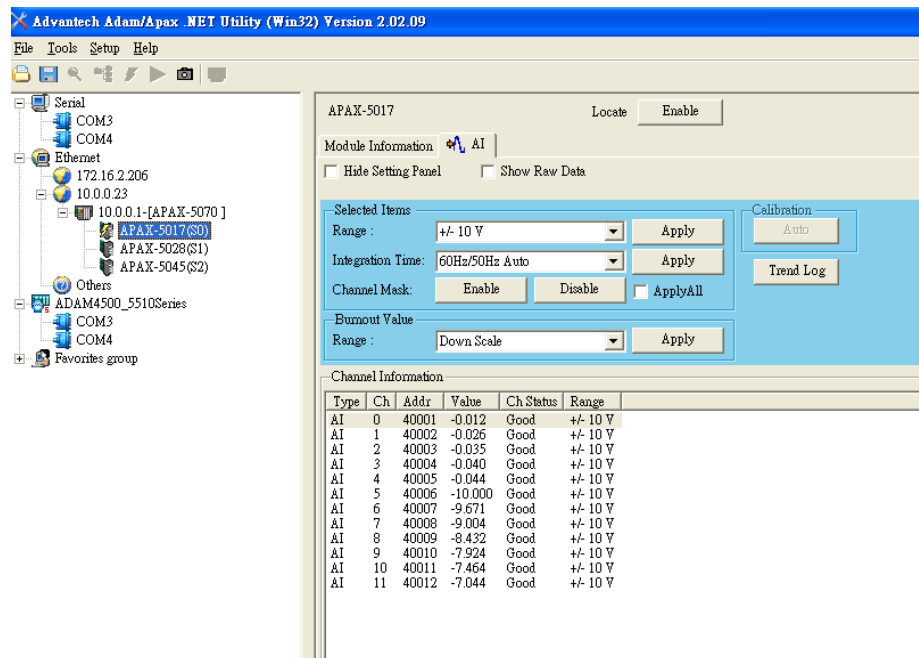 Advantech Adam/Apax .NET Utility (Win32) Version 2.02.09
File Tools Setup Help
Serial
COM3
COM4
Ethernet
172.16.2.206
10.0.0.23
10.0.0.1-[APAX-5070 ]
APAX-5017(S0)
APAX-5028(S1)
APAX-5045(S2)
Others
ADAM4500_5510Series
COM3
COM4
Favorites group
APAX-5017 Locate Enable
Module Information AI
Hide Setting Panel Show Raw Data
Selected Items
Range : +/- 10 V Apply
Integration Time: 60Hz/50Hz Auto Apply
Channel Mask: Enable Disable ApplyAll
Calibration
Auto
Trend Log
Burnout Value
Range : Down Scale Apply
Channel Information
Type Ch Addr Value Ch Status Range
AI 0 40001 -0.012 Good +/- 10 V
AI 1 40002 -0.026 Good +/- 10 V
AI 2 40003 -0.035 Good +/- 10 V
AI 3 40004 -0.040 Good +/- 10 V
AI 4 40005 -0.044 Good +/- 10 V
AI 5 40006 -10.000 Good +/- 10 V
AI 6 40007 -9.671 Good +/- 10 V
AI 7 40008 -9.004 Good +/- 10 V
AI 8 40009 -8.432 Good +/- 10 V
AI 9 40010 -7.924 Good +/- 10 V
AI 10 40011 -7.464 Good +/- 10 V
AI 11 40012 -7.044 Good +/- 10 V